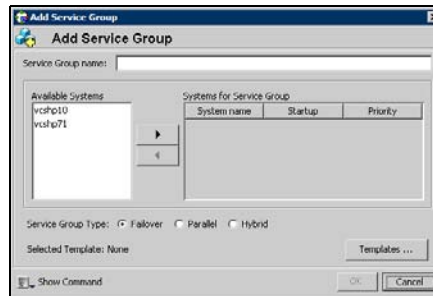 Add Service Group
Add Service Group
Service Group name:
Available Systems
vcshp10
vcshp71
Systems for Service Group
System name Startup Priority
Service Group Type: Failover Parallel Hybrid
Selected Template: None
Templates ...
Show Command
OK Cancel